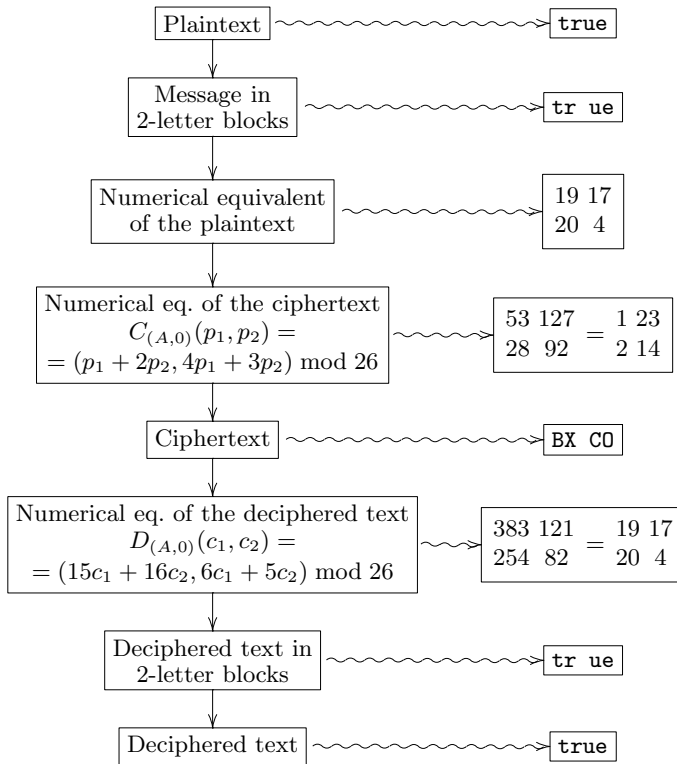 Plaintext
true
Message in
2-letter blocks
tr ue
Numerical equivalent
of the plaintext
19 17
20 4
Numerical eq. of the ciphertext
C(A,0)(p1, p2) =
= (p1 + 2p2, 4p1 + 3p2) mod 26
53 127 = 1 23
28 92 2 14
Ciphertext
BX CO
Numerical eq. of the deciphered text
D(A,0)(c1, c2) =
= (15c1 + 16c2, 6c1 + 5c2) mod 26
383 121 = 19 17
254 82 20 4
Deciphered text in
2-letter blocks
tr ue
Deciphered text
true